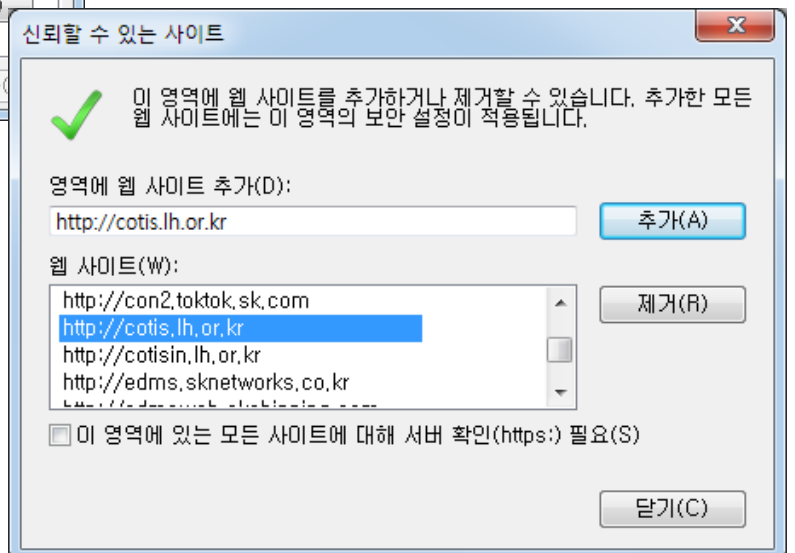 신뢰할 수 있는 사이트
이 영역에 웹 사이트를 추가하거나 제거할 수 있습니다. 추가한 모든
웹 사이트에는 이 영역의 보안 설정이 적용됩니다.
영역에 웹 사이트 추가(D):
http://cotis.lh.or.kr
추가(A)
웹 사이트(W):
http://con2.toktok.sk.com
제거(R)
http://cotis.lh.or.kr
http://cotisin.lh.or.kr
http://edms.sknetworks.co.kr
이 영역에 있는 모든 사이트에 대해 서버 확인(https:) 필요(S)
닫기(C)